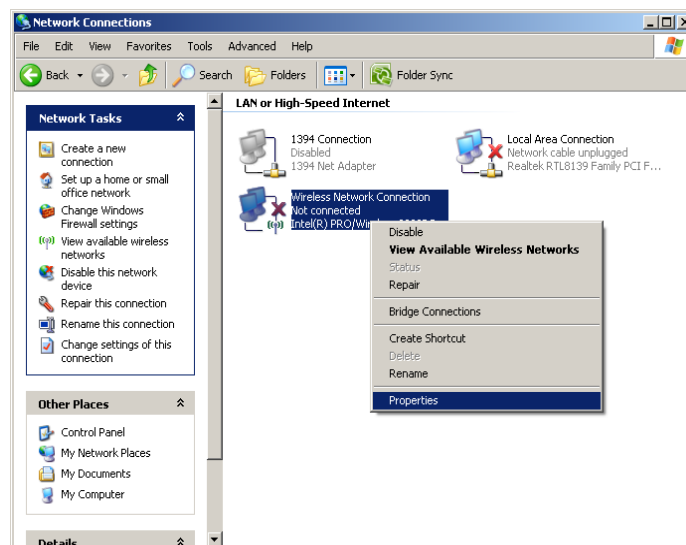 Network Connections
File Edit View Favorites Tools Advanced Help
Back Search Folders Folder Sync
Network Tasks
Create a new
connection
Set up a home or small
office network
Change Windows
Firewall settings
View available wireless
networks
Disable this network
device
Repair this connection
Rename this connection
Change settings of this
connection
Other Places
Control Panel
My Network Places
My Documents
My Computer
Details
LAN or High-Speed Internet
1394 Connection
Disabled
1394 Net Adapter
Local Area Connection
Network cable unplugged
Realtek RTL8139 Family PCI F...
Wireless Network Connection
Not connected
Intel(R)
Disable
View Available Wireless Networks
Status
Repair
Bridge Connections
Create Shortcut
Delete
Rename
Properties